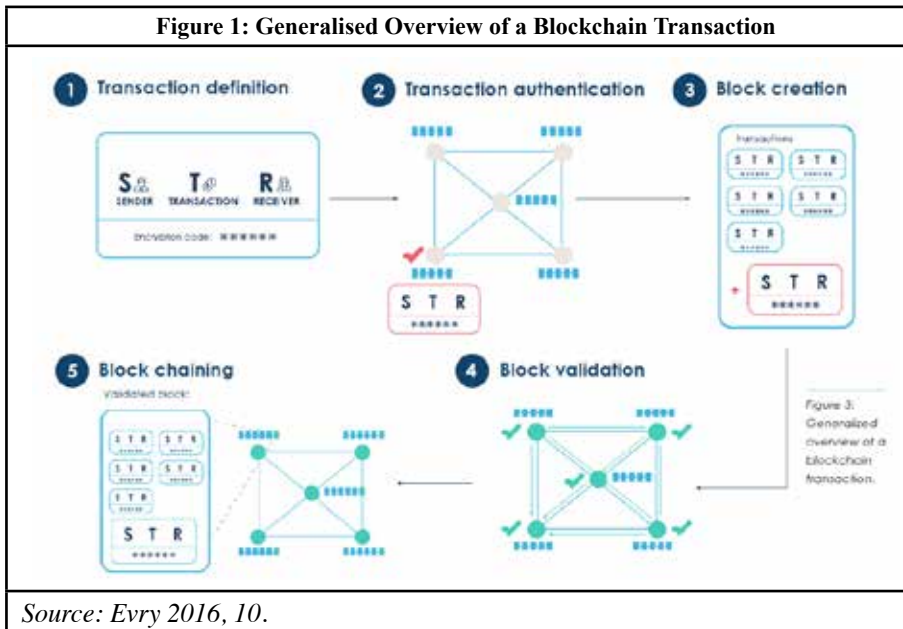 Figure 1: Generalised Overview of a Blockchain Transaction
1 Transaction definition
S T R
SENDER TRANSACTION RECEIVER
Encryption code: ******
2 Transaction authentication
S T R
******
3 Block creation
Transactions
S T R S T R
S T R S T R
S T R
+ S T R
******
Figure 3:
Generalized
overview of a
blockchain
transaction.
4 Block validation
5 Block chaining
Validated block:
S T R S T R
S T R S T R
S T R
S T R
******
Source: Evry 2016, 10.